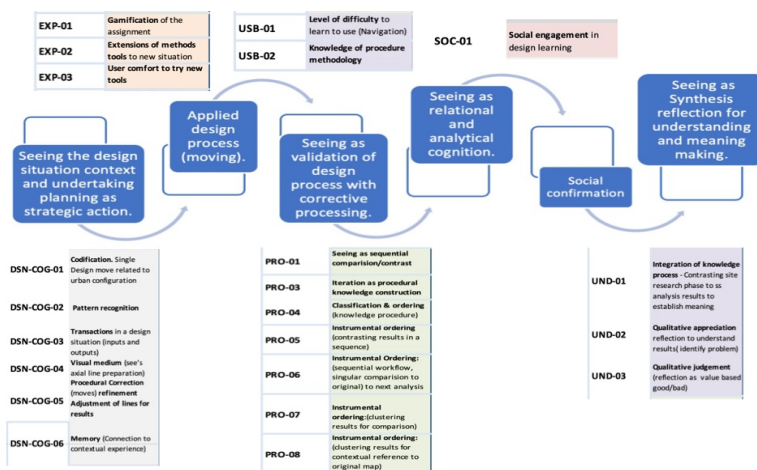 EXP-01
Gamification of the
assignment
EXP-02
Extensions of methods
tools to new situation
EXP-03
User comfort to try new
tools
USB-01
Level of difficulty to
learn to use (Navigation)
USB-02
Knowledge of procedure
methodology
SOC-01
Social engagement in
design learning
Seeing the design
situation context
and undertaking
planning as
strategic action.
Applied
design
process
(moving).
Seeing as
validation of
design
process with
corrective
processing.
Seeing as
relational
and
analytical
cognition.
Social
confirmation
Seeing as
Synthesis
reflection for
understanding
and meaning
making.
DSN-COG-01
Codification. Single
Design move related to
urban configuration
DSN-COG-02
Pattern recognition
DSN-COG-03
Transactions in a design
situation (inputs and
outputs)
DSN-COG-04
Visual medium (see's
axial line preparation)
DSN-COG-05
Procedural Correction
(moves) refinement
Adjustment of lines for
results
DSN-COG-06
Memory (Connection to
contextual experience)
PRO-01
Seeing as sequential
comparision/contrast
PRO-03
Iteration as procedural
knowledge construction
PRO-04
Classification & ordering
(knowledge procedure)
PRO-05
Instrumental ordering
(contrasting results in a
sequence)
PRO-06
Instrumental Ordering:
(sequential workflow,
singular comparision to
original) to next analysis
PRO-07
Instrumental
ordering:(clustering
results for comparison)
PRO-08
Instrumental ordering:
(clustering results for
contextual reference to
original map)
UND-01
Integration of knowledge
process - Contrasting site
research phase to ss
analysis results to
establish meaning
UND-02
Qualitative appreciation
reflection to understand
results( identify problem)
UND-03
Qualitative judgement
(reflection as value based
good/bad)